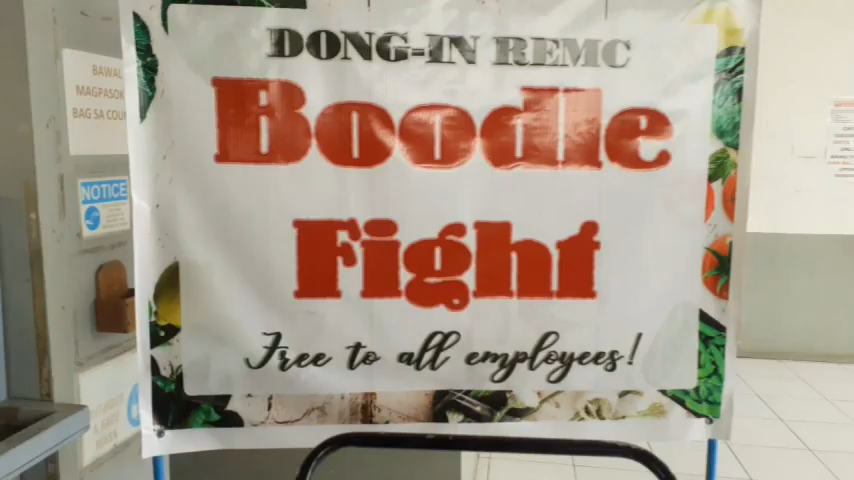 DONG-IN REMC
Boodle
Fight
Free to all employees!
BAWAL
MAGPASOK
BAG SA
NOTICE